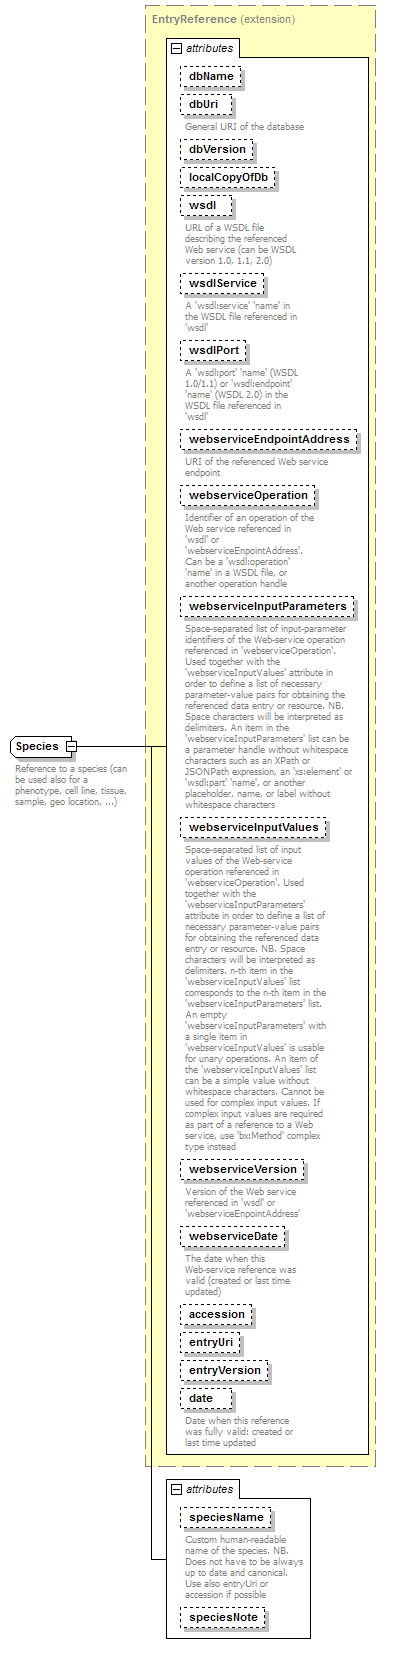 EntryReference (extension)
attributes
dbName
dbUri
General URI of the database
dbVersion
localCopyOfDb
wsdl
URL of a WSDL file
describing the referenced
Web service (can be WSDL
version 1.0, 1.1, 2.0)
wsdlService
A 'wsdl:service' 'name' in
the WSDL file referenced in
'wsdl'
wsdlPort
A 'wsdl:port' 'name' (WSDL
1.0/1.1) or 'wsdl:endpoint'
'name' (WSDL 2.0) in the
WSDL file referenced in
'wsdl'
webserviceEndpointAddress
URI of the referenced Web service
endpoint
webserviceOperation
Identifier of an operation of the
Web service referenced in
'wsdl' or
'webserviceEnpointAddress'.
Can be a 'wsdl:operation'
'name' in a WSDL file, or
another operation handle
webserviceInputParameters
Space-separated list of input-parameter
identifiers of the Web-service operation
referenced in 'webserviceOperation'.
Used together with the
'webserviceInputValues' attribute in
order to define a list of necessary
parameter-value pairs for obtaining the
referenced data entry or resource. NB.
Space characters will be interpreted as
delimiters. An item in the
'webserviceInputParameters' list can be
a parameter handle without whitespace
characters such as an XPath or
JSONPath expression, an 'xs:element' or
'wsdl:part' 'name', or another
placeholder, name, or label without
whitespace characters
Species
Reference to a species (can
be used also for a
phenotype, cell line, tissue,
sample, geo location, ...)
webserviceInputValues
Space-separated list of input
values of the Web-service
operation referenced in
'webserviceOperation'. Used
together with the
'webserviceInputParameters'
attribute in order to define a list of
necessary parameter-value pairs
for obtaining the referenced data
entry or resource. NB. Space
characters will be interpreted as
delimiters. n-th item in the
'webserviceInputValues' list
corresponds to the n-th item in the
'webserviceInputParameters' list.
An empty
'webserviceInputParameters' with
a single item in
'webserviceInputValues' is usable
for unary operations. An item of
the 'webserviceInputValues' list
can be a simple value without
whitespace characters. Cannot be
used for complex input values. If
complex input values are required
as part of a reference to a Web
service, use 'bx:Method' complex
type instead
webserviceVersion
Version of the Web service
referenced in 'wsdl' or
'webserviceEnpointAddress'
webserviceDate
The date when this
Web-service reference was
valid (created or last time
updated)
accession
entryUri
entryVersion
date
Date when this reference
was fully valid: created or
last time updated
attributes
speciesName
Custom human-readable
name of the species. NB.
Does not have to be always
up to date and canonical.
Use also entryUri or
accession if possible
speciesNote